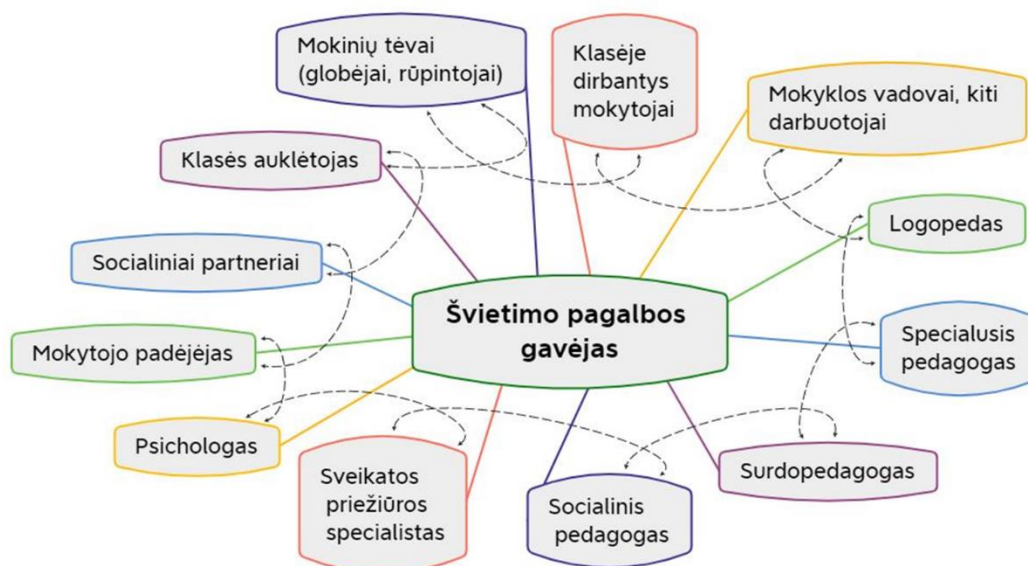 Mokinių tėvai
(globėjai, rūpintojai)
Klasėje
dirbantys
mokytojai
Mokyklos vadovai, kiti
darbuotojai
Klasės auklėtojas
Logopedas
Socialiniai partneriai
Švietimo pagalbos
gavėjas
Specialusis
pedagogas
Mokytojo padėjėjas
Psichologas
Sveikatos
priežiūros
specialistas
Socialinis
pedagogas
Surdopedagogas